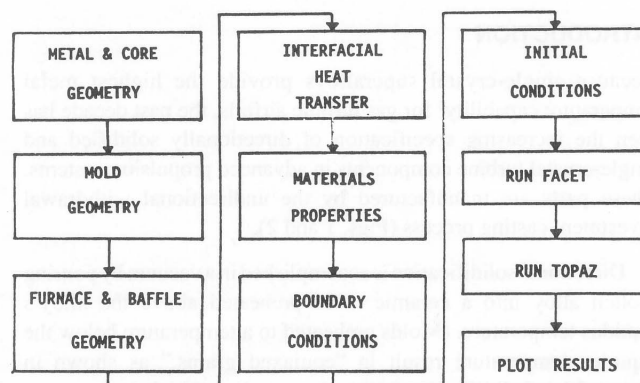 METAL & CORE
GEOMETRY
MOLD
GEOMETRY
FURNACE & BAFFLE
GEOMETRY
INTERFACIAL
HEAT
TRANSFER
MATERIALS
PROPERTIES
BOUNDARY
CONDITIONS
INITIAL
CONDITIONS
RUN FACET
RUN TOPAZ
PLOT RESULTS